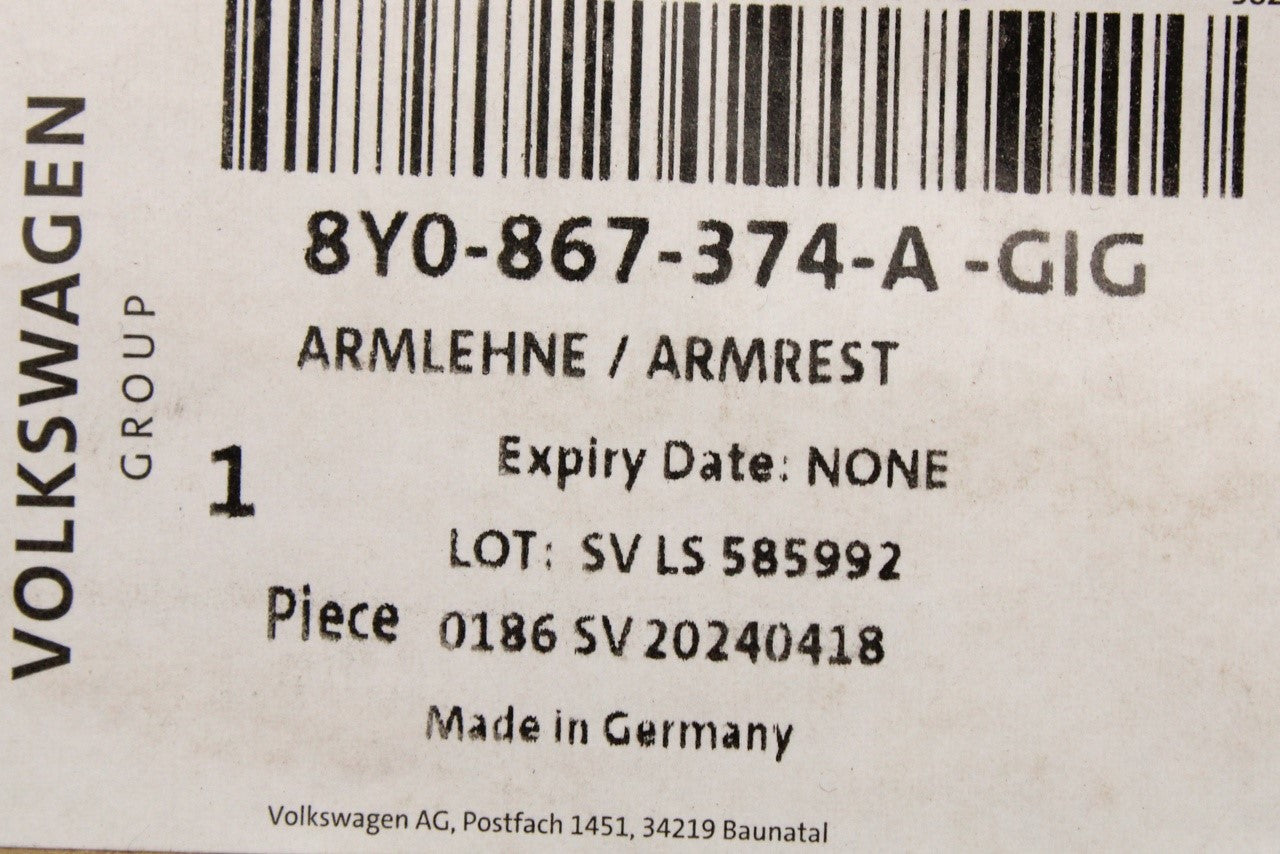 8Y0-867-374-A -GIG
ARMLEHNE / ARMREST
Expiry Date: NONE
1
LOT: SV LS 585992
Piece 0186 SV 20240418
Made in Germany
Volkswagen AG, Postfach 1451, 34219 Baunatal
VOLKSWAGEN
GROUP